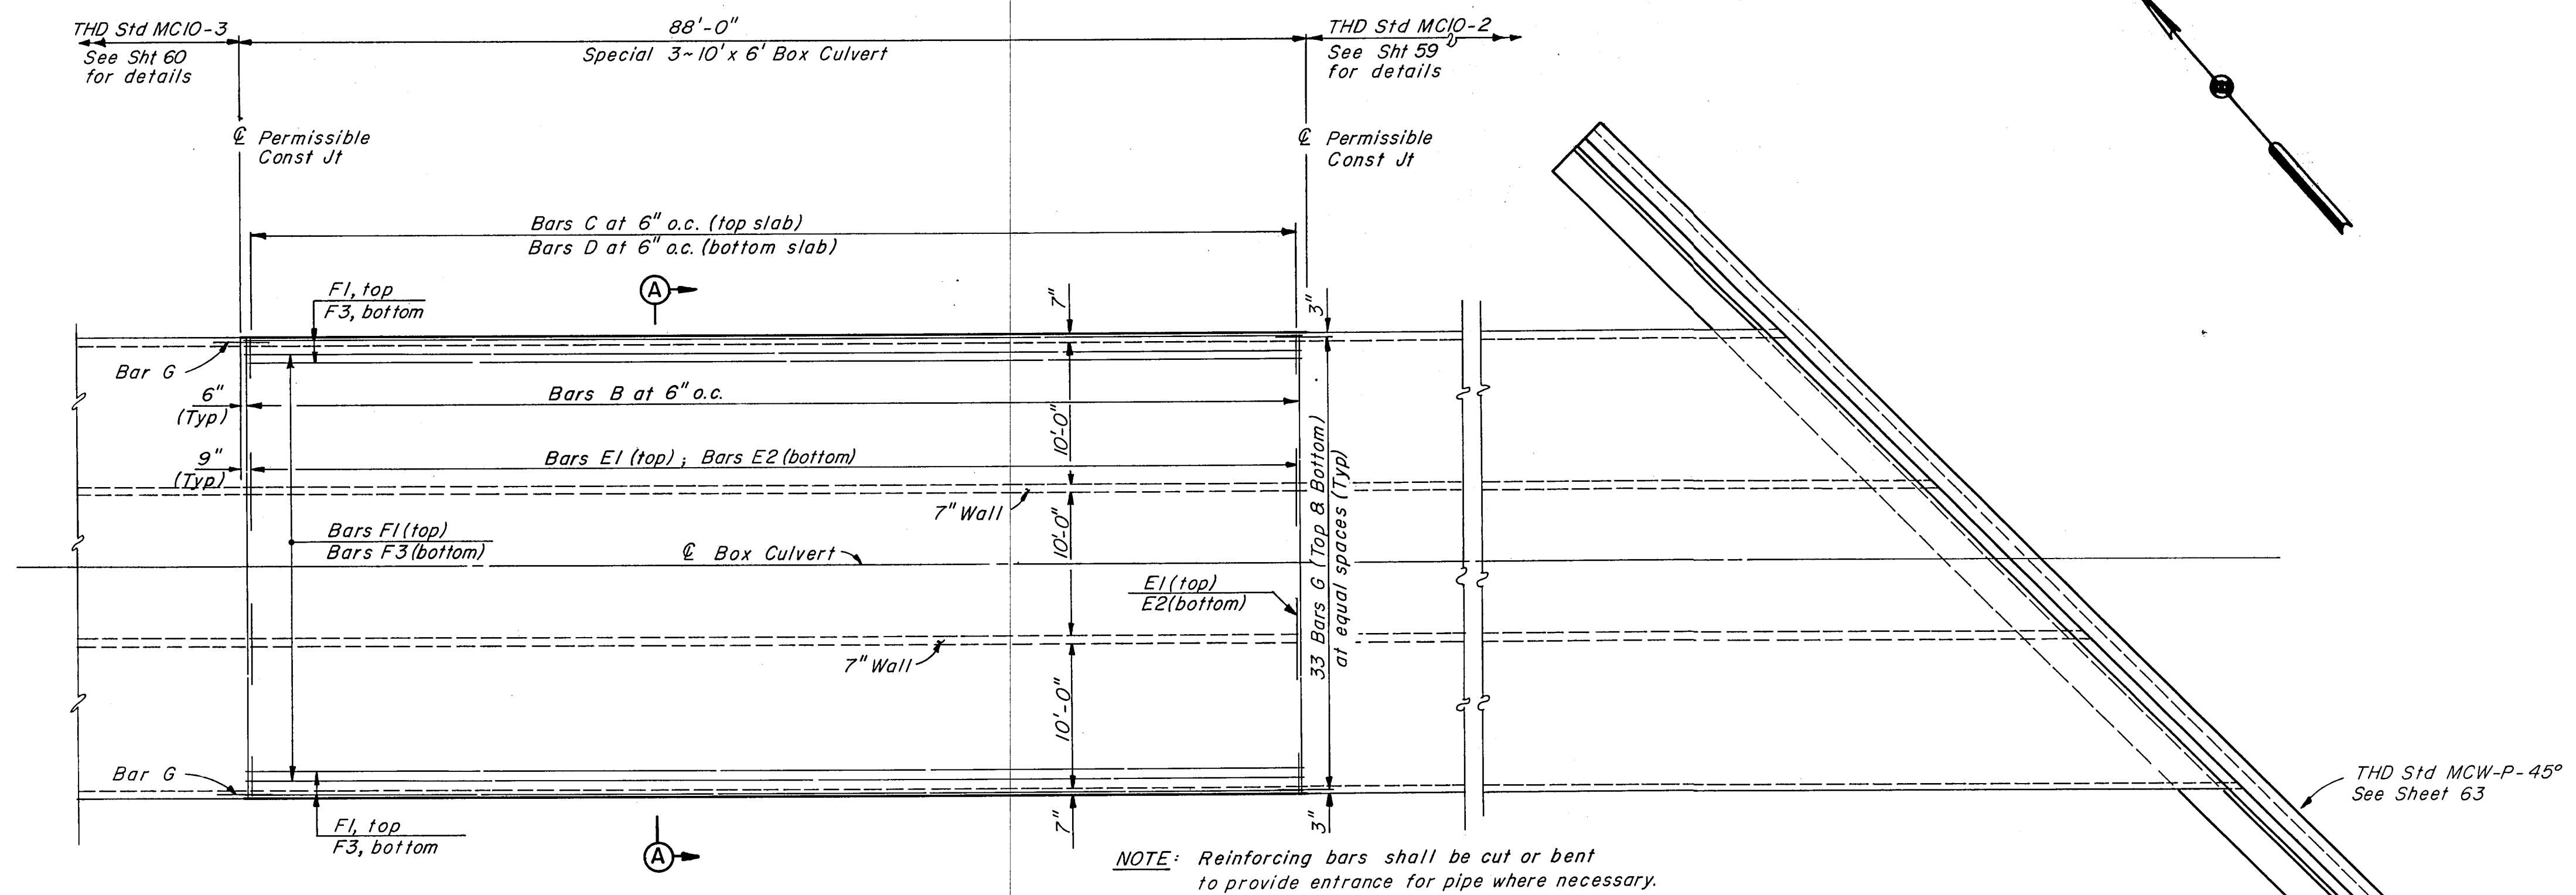 THD Std MC10-3
See Sht 60
for details
88'-0"
Special 3~10' x 6' Box Culvert
THD Std MC10-2
See Sht 59
for details
℄ Permissible
Const Jt
℄ Permissible
Const Jt
Bars C at 6" o.c. (top slab)
Bars D at 6" o.c. (bottom slab)
F1, top
F3, bottom
A
7"
3"
Bar G
6"
(Typ)
Bars B at 6" o.c.
10'-0"
9"
(Typ)
Bars E1 (top) ; Bars E2 (bottom)
7" Wall
33 Bars G (Top & Bottom)
at equal spaces (Typ)
Bars F1 (top)
Bars F3 (bottom)
℄ Box Culvert
10'-0"
E1 (top)
E2 (bottom)
7" Wall
10'-0"
Bar G
F1, top
F3, bottom
A
7"
3"
THD Std MCW-P-45°
See Sheet 63
NOTE: Reinforcing bars shall be cut or bent
to provide entrance for pipe where necessary.